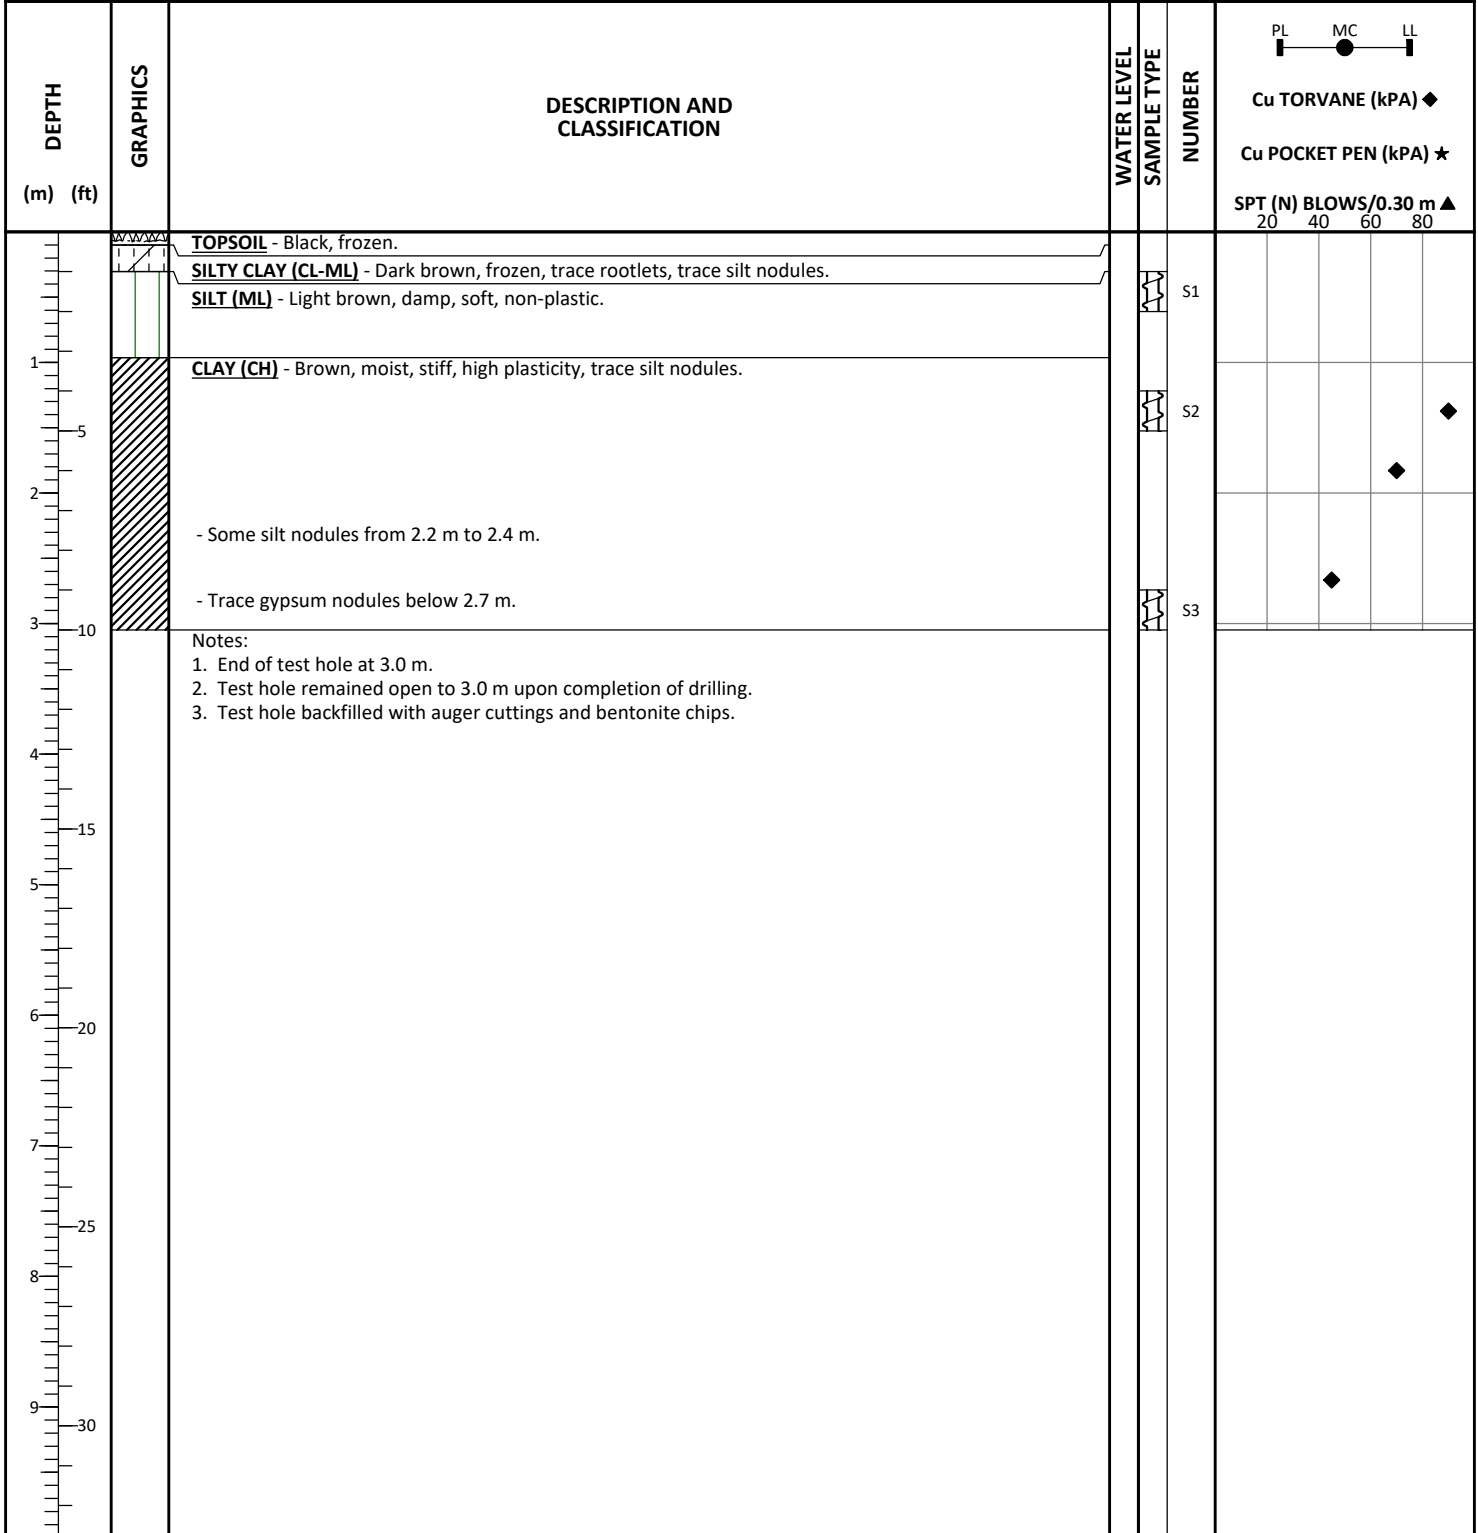 DEPTH
(m) (ft)
GRAPHICS
DESCRIPTION AND
CLASSIFICATION
WATER LEVEL
SAMPLE TYPE
NUMBER
PL MC LL
Cu TORVANE (kPA) ◆
Cu POCKET PEN (kPA) ★
SPT (N) BLOWS/0.30 m ▲
20 40 60 80
TOPSOIL - Black, frozen.
SILTY CLAY (CL-ML) - Dark brown, frozen, trace rootlets, trace silt nodules.
SILT (ML) - Light brown, damp, soft, non-plastic.
S1
1
CLAY (CH) - Brown, moist, stiff, high plasticity, trace silt nodules.
S2
5
2
- Some silt nodules from 2.2 m to 2.4 m.
- Trace gypsum nodules below 2.7 m.
S3
3
10
Notes:
1. End of test hole at 3.0 m.
2. Test hole remained open to 3.0 m upon completion of drilling.
3. Test hole backfilled with auger cuttings and bentonite chips.
4
15
5
6
20
7
25
8
9
30